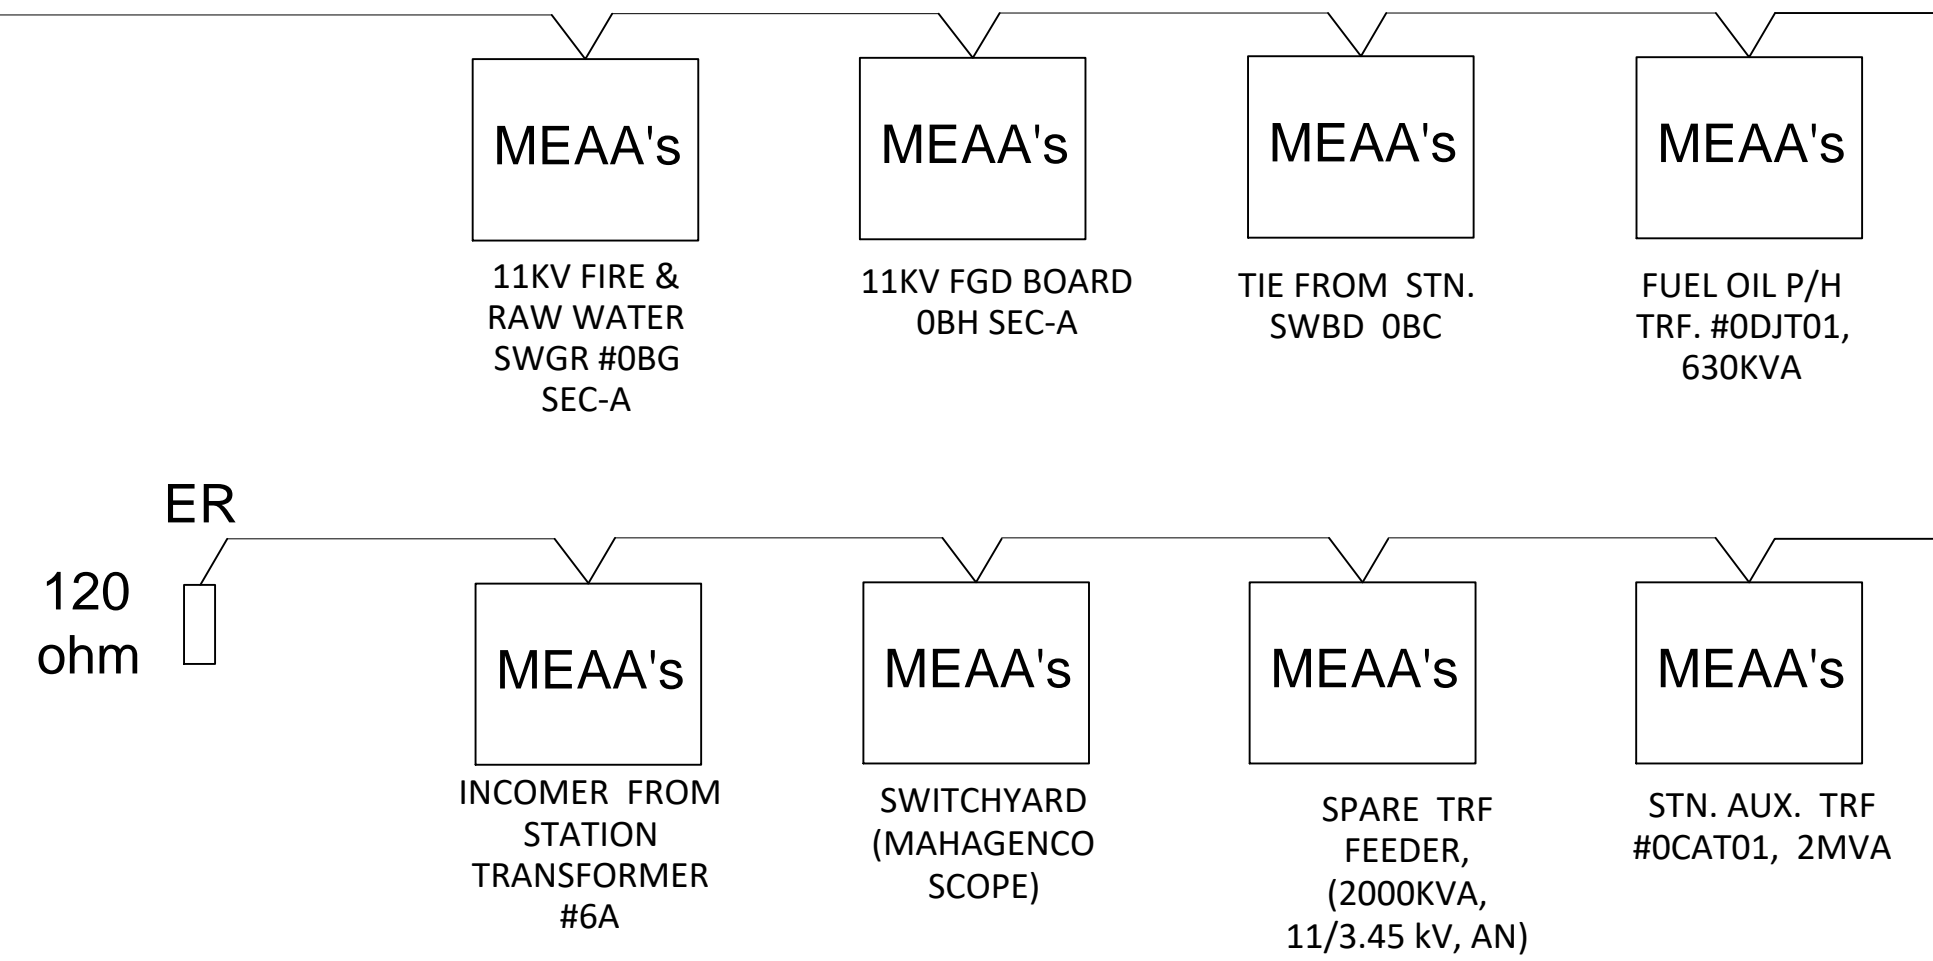 MEAA's
11KV FIRE &
RAW WATER
SWGR #0BG
SEC-A
MEAA's
11KV FGD BOARD
0BH SEC-A
MEAA's
TIE FROM STN.
SWBD 0BC
MEAA's
FUEL OIL P/H
TRF. #0DJT01,
630KVA
ER
120
ohm
MEAA's
INCOMER FROM
STATION
TRANSFORMER
#6A
MEAA's
SWITCHYARD
(MAHAGENCO
SCOPE)
MEAA's
SPARE TRF
FEEDER,
(2000KVA,
11/3.45 kV, AN)
MEAA's
STN. AUX. TRF
#0CAT01, 2MVA